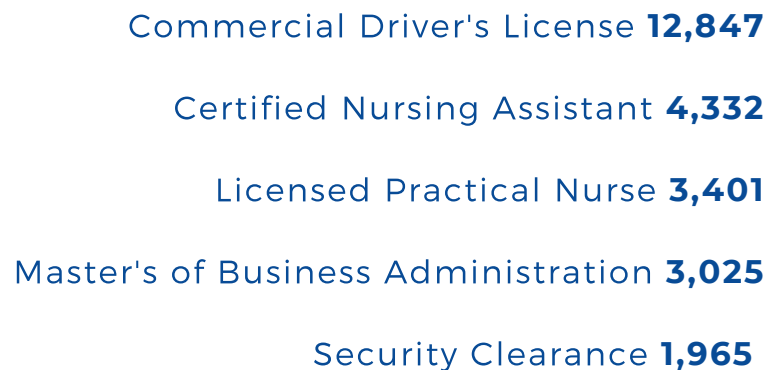 Commercial Driver's License 12,847
Certified Nursing Assistant 4,332
Licensed Practical Nurse 3,401
Master's of Business Administration 3,025
Security Clearance 1,965